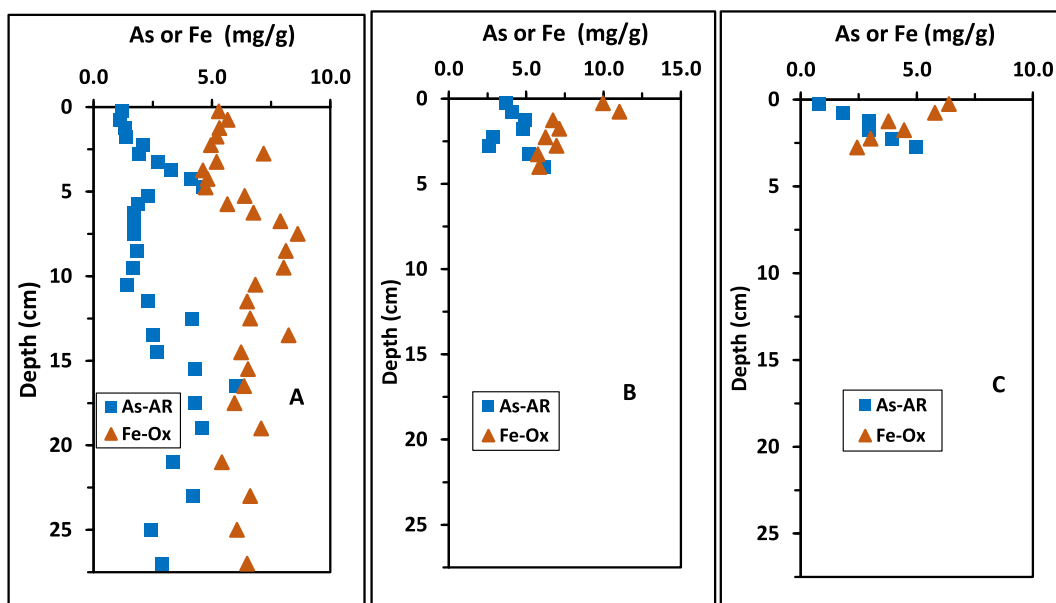 As or Fe (mg/g)
0.0 5.0 10.0
0
5
10
15
20
25
Depth (cm)
As-AR
Fe-Ox
A
As or Fe (mg/g)
0.0 5.0 10.0 15.0
0
5
10
15
20
25
Depth (cm)
As-AR
Fe-Ox
B
As or Fe (mg/g)
0.0 5.0 10.0
0
5
10
15
20
25
Depth (cm)
As-AR
Fe-Ox
C